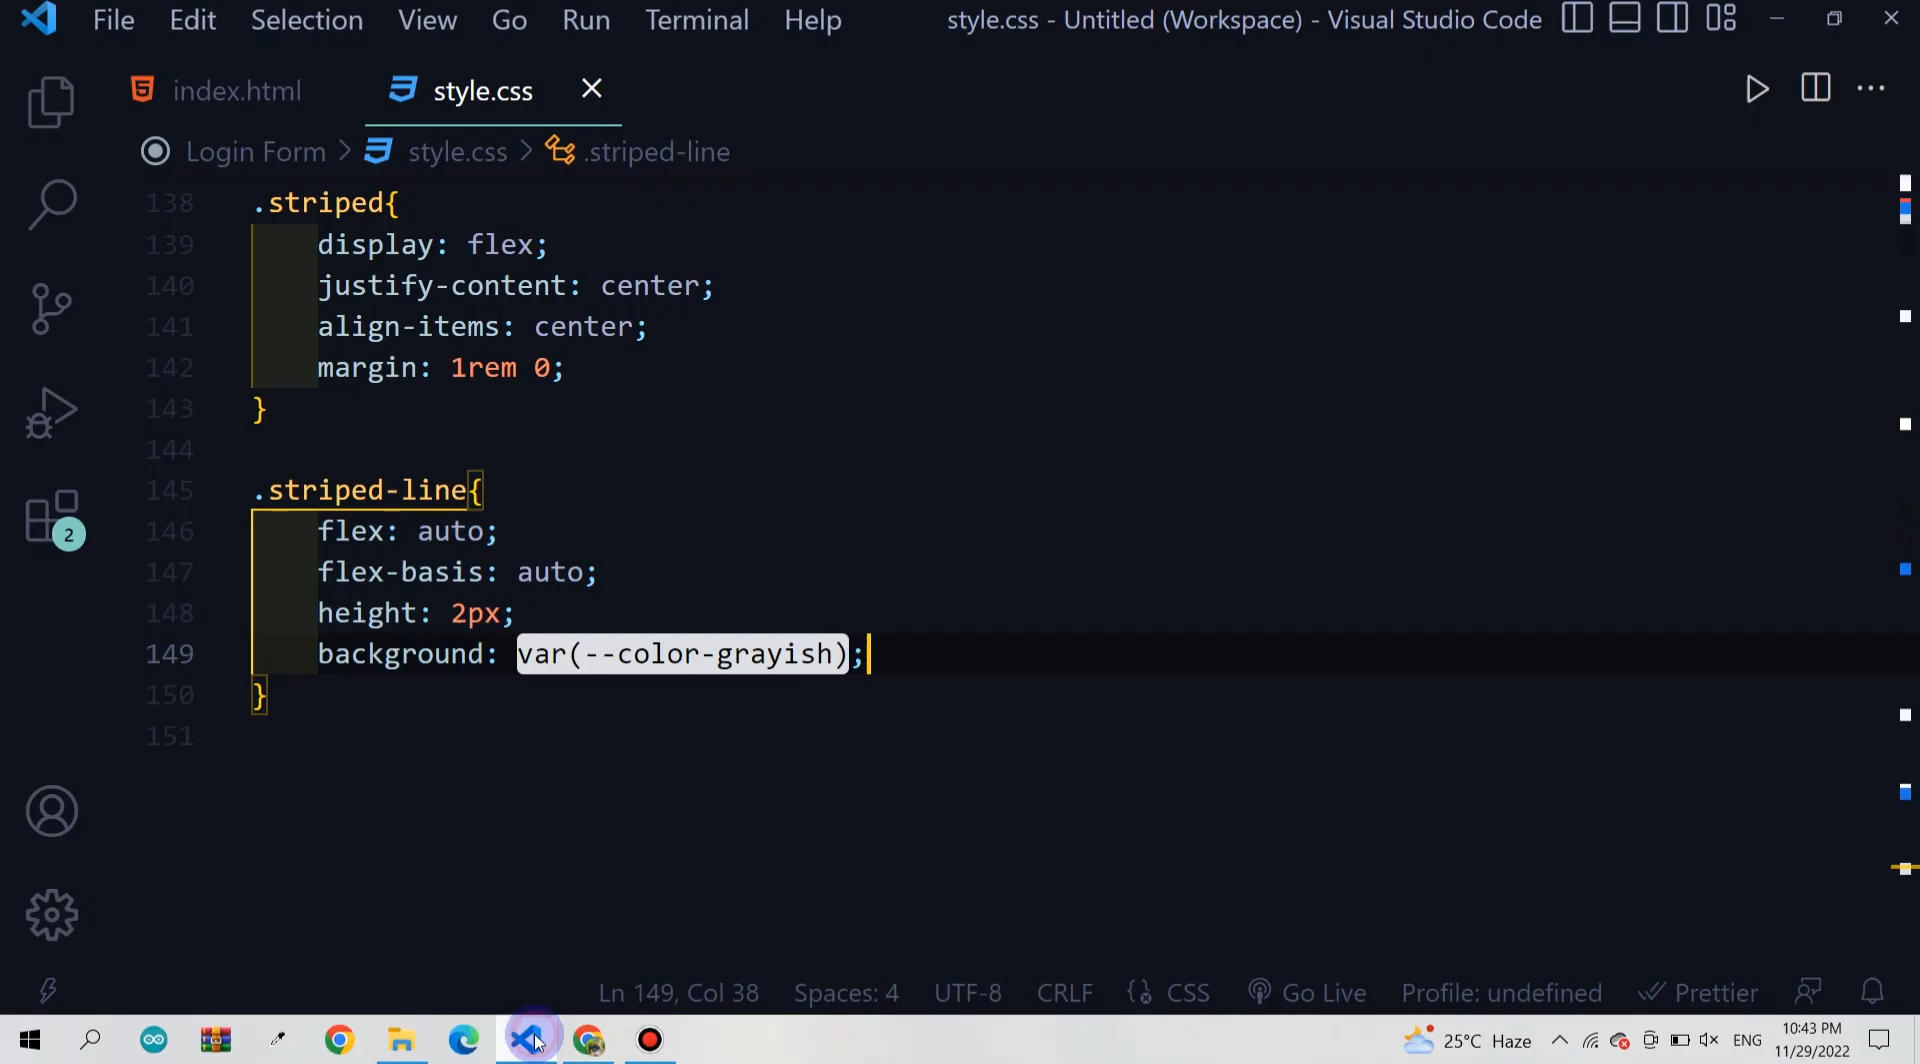 File Edit Selection View Go Run Terminal Help style.css - Untitled (Workspace) - Visual Studio Code
index.html style.css
Login Form > style.css > .striped-line
138 .striped{
139 display: flex;
140 justify-content: center;
141 align-items: center;
142 margin: 1rem 0;
143 }
144
145 .striped-line{
146 flex: auto;
147 flex-basis: auto;
148 height: 2px;
149 background: var(--color-grayish);
150 }
151
2
Ln 149, Col 38 Spaces: 4 UTF-8 CRLF CSS Go Live Profile: undefined Prettier
25°C Haze ENG 10:43 PM
11/29/2022